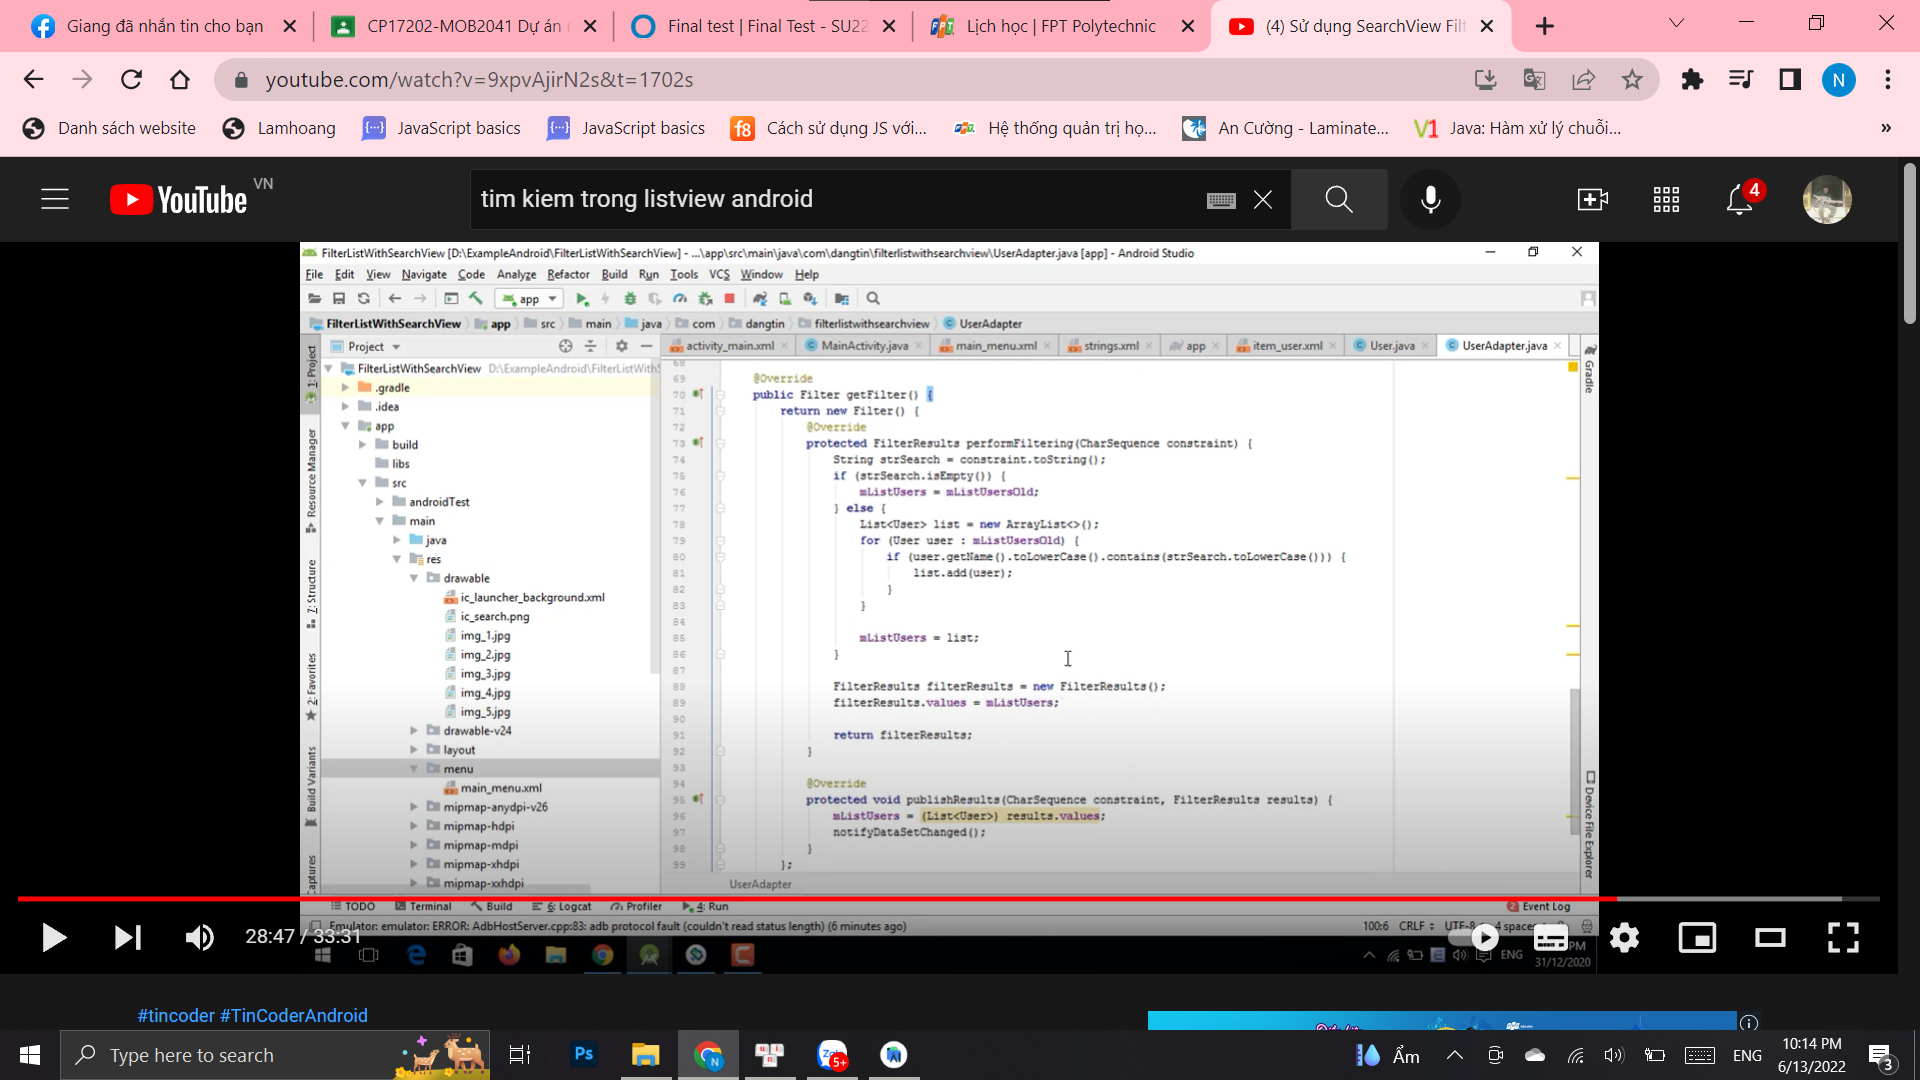 Giang đã nhắn tin cho bạn
CP17202-MOB2041 Dự án
Final test | Final Test - SU22
Lịch học | FPT Polytechnic
(4) Sử dụng SearchView Filt
youtube.com/watch?v=9xpvAjirN2s&t=1702s
N
Danh sách website
Lamhoang
JavaScript basics
JavaScript basics
Cách sử dụng JS với...
Hệ thống quản trị họ...
An Cường - Laminate...
Java: Hàm xử lý chuỗi...
»
YouTube VN
tim kiem trong listview android
4
FilterListWithSearchView [D:\ExampleAndroid\FilterListWithSearchView] - ...\app\src\main\java\com\dangtin\filterlistwithsearchview\UserAdapter.java [app] - Android Studio
File Edit View Navigate Code Analyze Refactor Build Run Tools VCS Window Help
app
FilterListWithSearchView app src main java com dangtin filterlistwithsearchview UserAdapter
Project
activity_main.xml MainActivity.java main_menu.xml strings.xml app item_user.xml User.java UserAdapter.java
1: Project
Resource Manager
7: Structure
2: Favorites
Build Variants
Gradle
Device File Explorer
FilterListWithSearchView D:\ExampleAndroid\FilterListWith
.gradle
.idea
app
build
libs
src
androidTest
main
java
res
drawable
ic_launcher_background.xml
ic_search.png
img_1.jpg
img_2.jpg
img_3.jpg
img_4.jpg
img_5.jpg
drawable-v24
layout
menu
main_menu.xml
mipmap-anydpi-v26
mipmap-hdpi
mipmap-mdpi
mipmap-xhdpi
mipmap-xxhdpi
68
69 @Override
70 public Filter getFilter() {
71 return new Filter() {
72 @Override
73 protected FilterResults performFiltering(CharSequence constraint) {
74 String strSearch = constraint.toString();
75 if (strSearch.isEmpty()) {
76 mListUsers = mListUsersOld;
77 } else {
78 List<User> list = new ArrayList<>();
79 for (User user : mListUsersOld) {
80 if (user.getName().toLowerCase().contains(strSearch.toLowerCase())) {
81 list.add(user);
82 }
83 }
84
85 mListUsers = list;
86 }
87
88 FilterResults filterResults = new FilterResults();
89 filterResults.values = mListUsers;
90
91 return filterResults;
92 }
93
94 @Override
95 protected void publishResults(CharSequence constraint, FilterResults results) {
96 mListUsers = (List<User>) results.values;
97 notifyDataSetChanged();
98 }
99 };
UserAdapter
TODO Terminal Build 6: Logcat Profiler 4: Run
2 Event Log
Emulator: emulator: ERROR: AdbHostServer.cpp:83: adb protocol fault (couldn't read status length) (6 minutes ago)
100:6 CRLF
28:47 / 33:31
ENG
PM
31/12/2020
#tincoder #TinCoderAndroid
Type here to search
Ps
5+
Ẩm
ENG
10:14 PM
6/13/2022
3